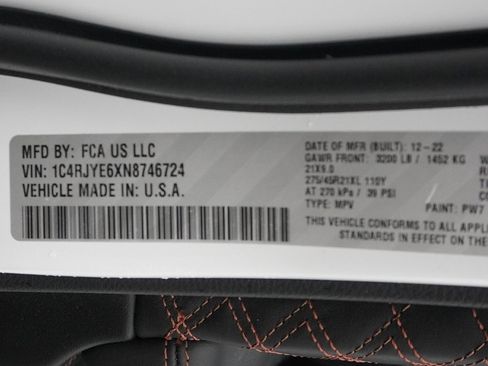 MFD BY: FCA US LLC
VIN: 1C4RJYE6XN8746724
VEHICLE MADE IN: U.S.A.
DATE OF MFR (BUILT): 12-22
GAWR FRONT: 3200 LB / 1452 KG
21X9.0
275/45R21XL 110Y
AT 270 kPa / 39 PSI
TYPE: MPV PAINT: PW7
THIS VEHICLE CONFORMS TO ALL APPL
STANDARDS IN EFFECT ON THE